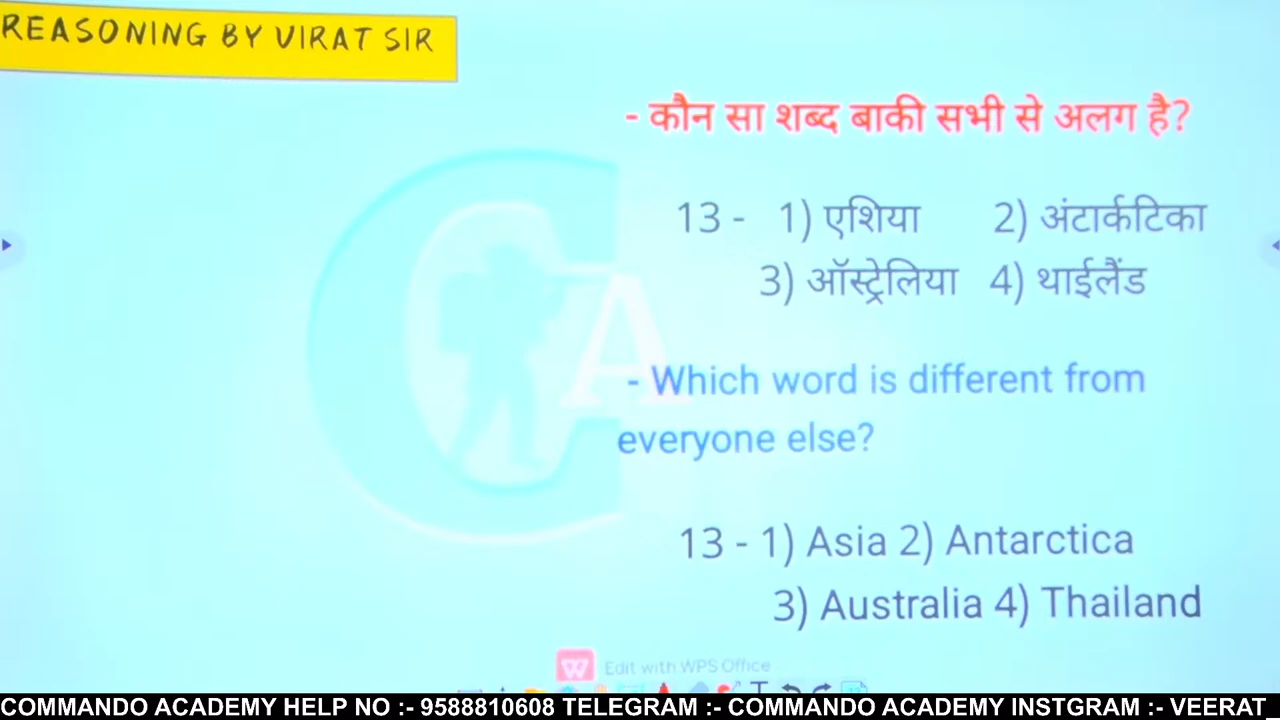 REASONING BY VIRAT SIR
- कौन सा शब्द बाकी सभी से अलग है?
13 - 1) एशिया 2) अंटार्कटिका
3) ऑस्ट्रेलिया 4) थाईलैंड
CA
- Which word is different from
everyone else?
13 - 1) Asia 2) Antarctica
3) Australia 4) Thailand
Edit with WPS Office
COMMANDO ACADEMY HELP NO :- 9588810608 TELEGRAM :- COMMANDO ACADEMY INSTGRAM :- VEERAT